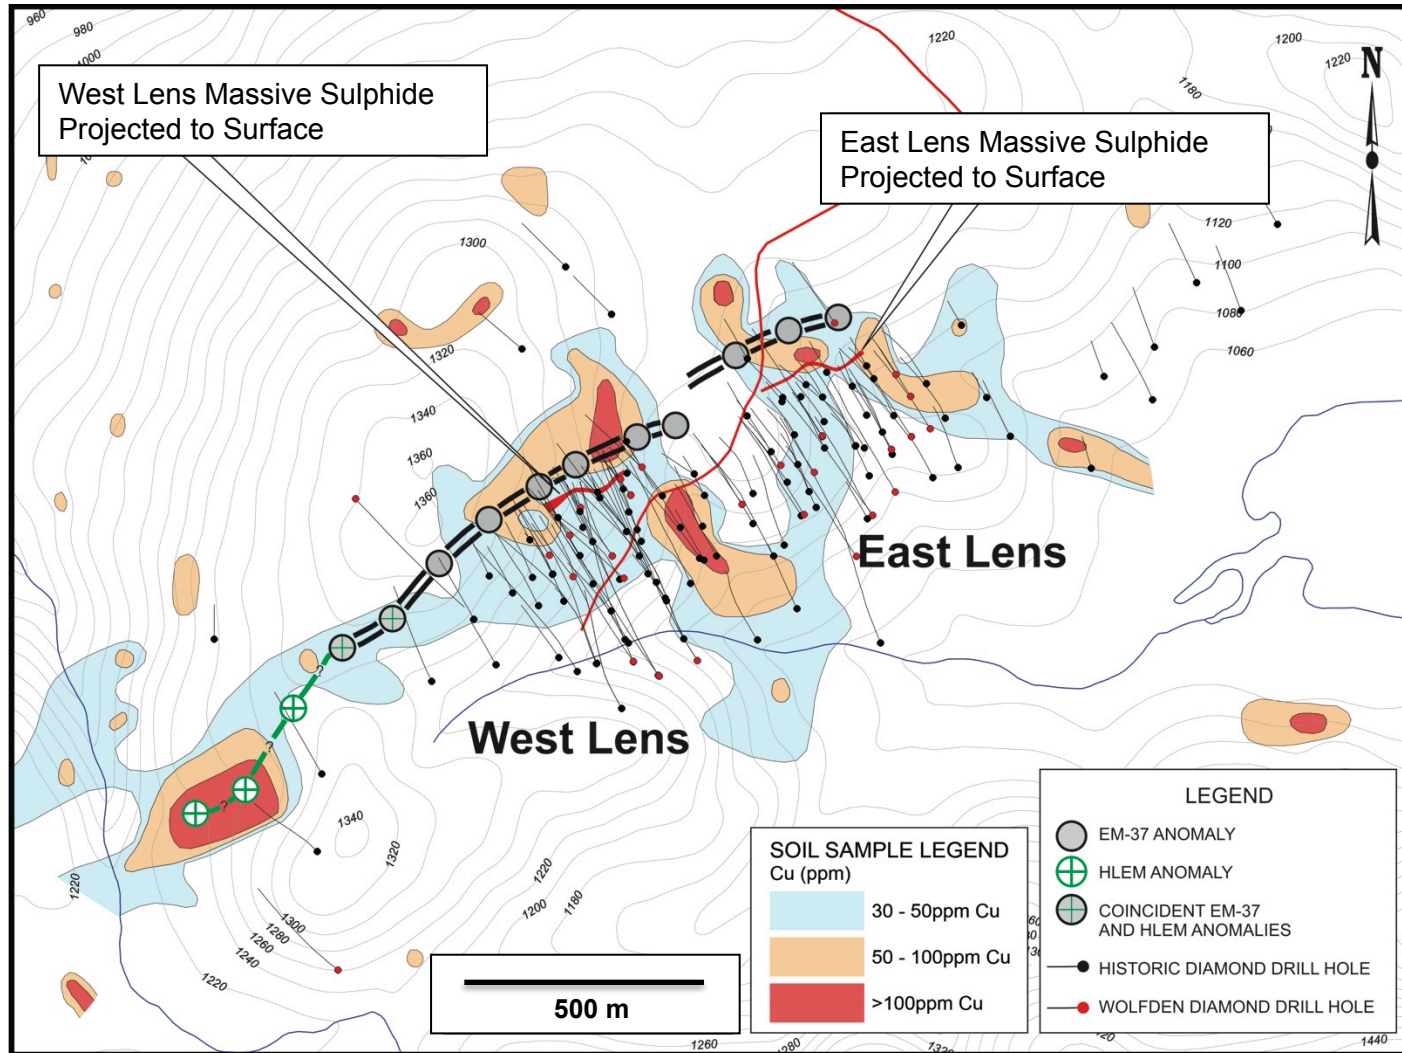 960
980
1000
1220
1200
1220
1180
N
West Lens Massive Sulphide
Projected to Surface
East Lens Massive Sulphide
Projected to Surface
1300
1120
1100
1080
1060
1320
1340
1360
1360
East Lens
West Lens
?
?
?
1340
1320
1220
1300
1280
1260
1240
1220
1220
1200
1180
500 m
SOIL SAMPLE LEGEND
Cu (ppm)
30 - 50ppm Cu
50 - 100ppm Cu
>100ppm Cu
LEGEND
EM-37 ANOMALY
HLEM ANOMALY
COINCIDENT EM-37
AND HLEM ANOMALIES
HISTORIC DIAMOND DRILL HOLE
WOLFDEN DIAMOND DRILL HOLE
1260
1280
1320
1440